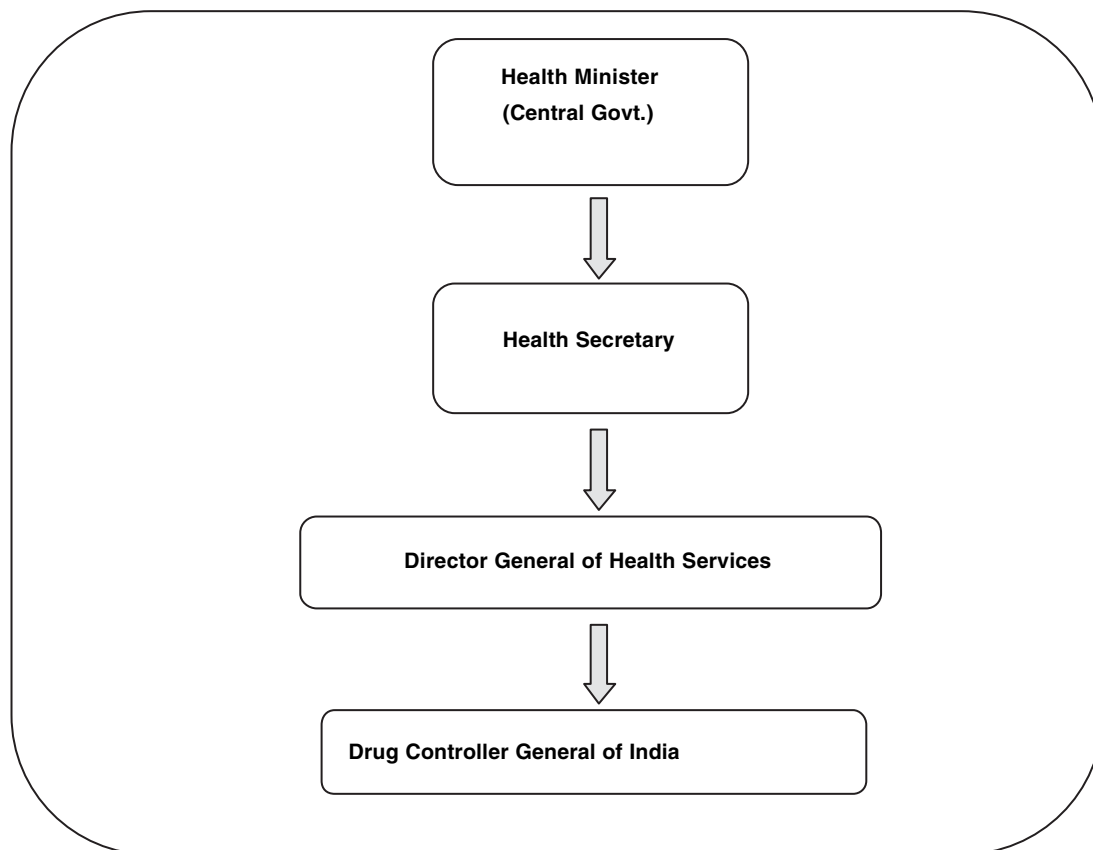 Health Minister
(Central Govt.)
Health Secretary
Director General of Health Services
Drug Controller General of India